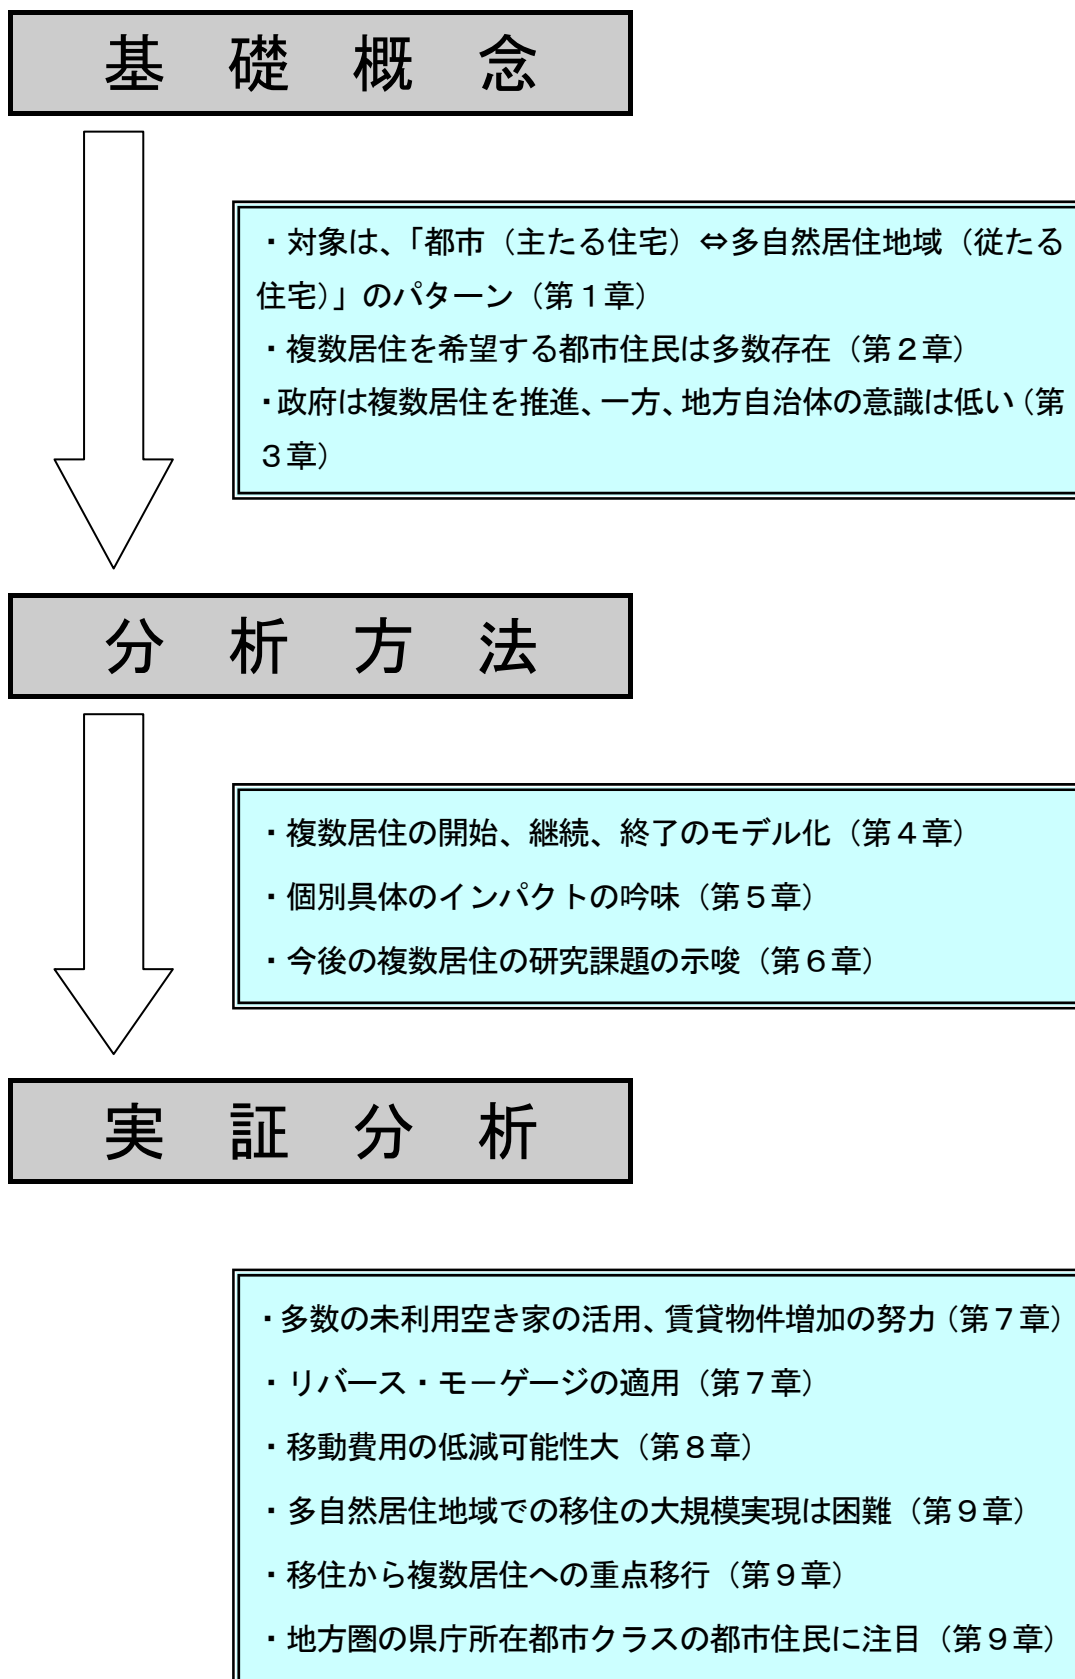 基礎概念
・対象は、「都市（主たる住宅）⇔多自然居住地域（従たる
住宅）」のパターン（第１章）
・複数居住を希望する都市住民は多数存在（第２章）
・政府は複数居住を推進、一方、地方自治体の意識は低い（第
３章）
分析方法
・複数居住の開始、継続、終了のモデル化（第４章）
・個別具体のインパクトの吟味（第５章）
・今後の複数居住の研究課題の示唆（第６章）
実証分析
・多数の未利用空き家の活用、賃貸物件増加の努力（第７章）
・リバース・モーゲージの適用（第７章）
・移動費用の低減可能性大（第８章）
・多自然居住地域での移住の大規模実現は困難（第９章）
・移住から複数居住への重点移行（第９章）
・地方圏の県庁所在都市クラスの都市住民に注目（第９章）